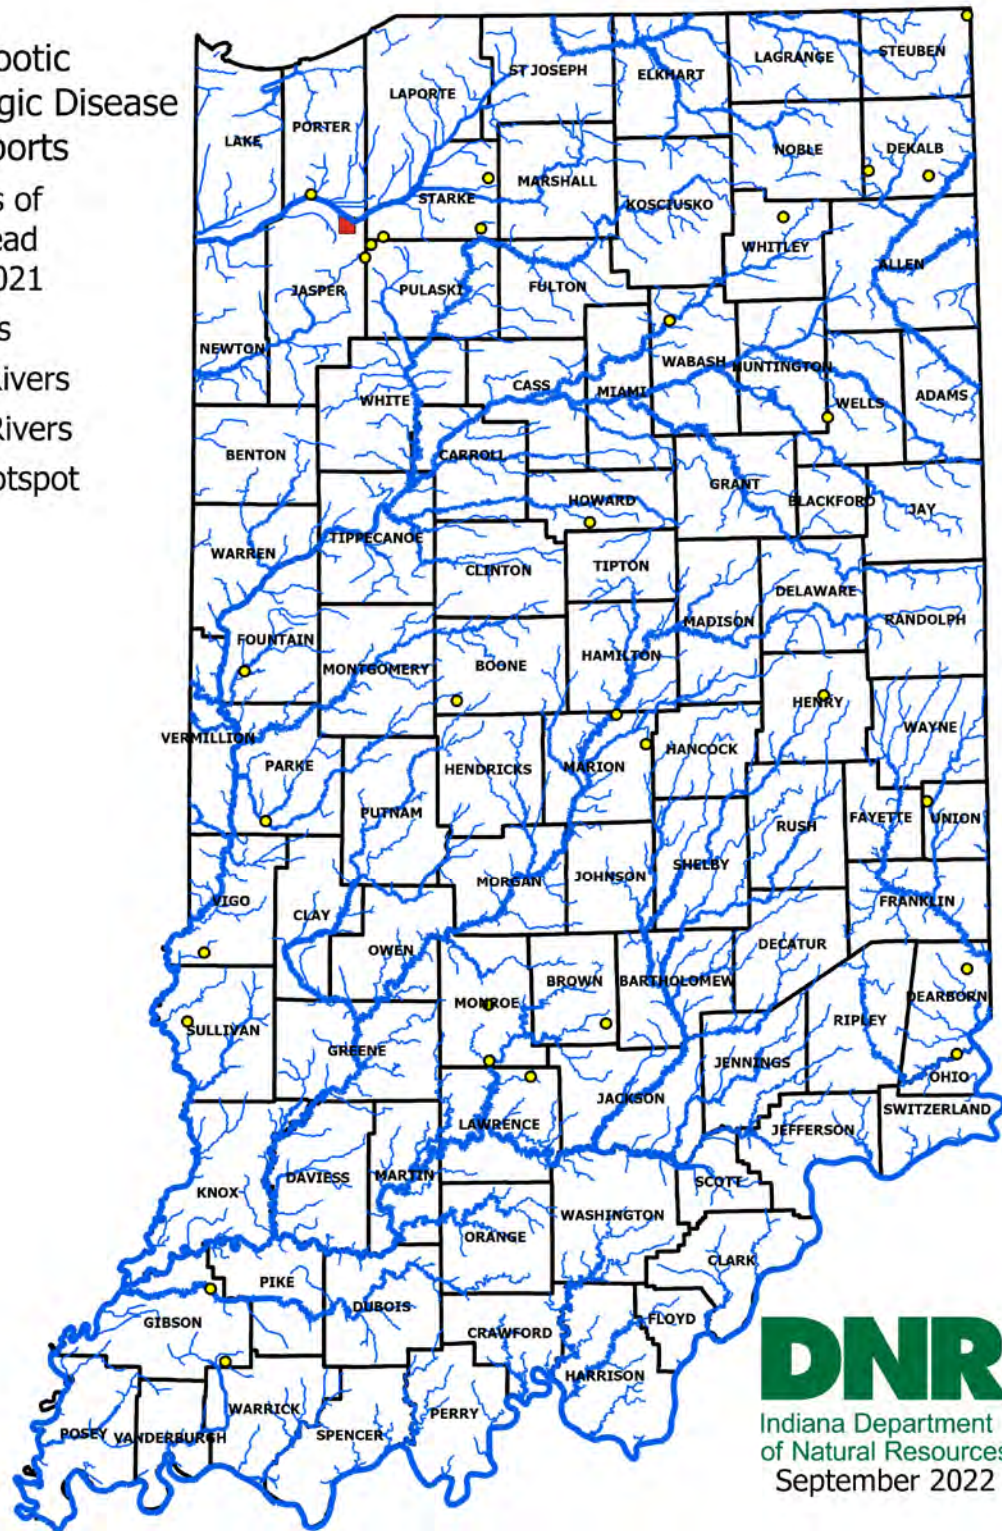 ootic
gic Disease
ports
s of
ead
021
s
Rivers
Rivers
otspot
LAKE
PORTER
LAPORTE
ST JOSEPH
ELKHART
LAGRANGE
STEUBEN
NOBLE
DEKALB
STARKE
MARSHALL
KOSCIUSKO
WHITLEY
ALLEN
JASPER
PULASKI
FULTON
NEWTON
WHITE
CASS
MIAMI
WABASH
HUNTINGTON
WELLS
ADAMS
BENTON
CARROLL
HOWARD
GRANT
BLACKFORD
JAY
WARREN
TIPPECANOE
CLINTON
TIPTON
DELAWARE
MADISON
RANDOLPH
FOUNTAIN
MONTGOMERY
BOONE
HAMILTON
HENRY
WAYNE
VERMILLION
PARKE
HENDRICKS
MARION
HANCOCK
PUTNAM
RUSH
FAYETTE
UNION
MORGAN
JOHNSON
SHELBY
VIGO
CLAY
FRANKLIN
OWEN
DECATUR
MONROE
BROWN
BARTHOLOMEW
DEARBORN
SULLIVAN
GREENE
RIPLEY
JENNINGS
OHIO
JACKSON
LAWRENCE
SWITZERLAND
JEFFERSON
KNOX
DAVIESS
MARTIN
SCOTT
WASHINGTON
ORANGE
CLARK
PIKE
DUBOIS
GIBSON
CRAWFORD
FLOYD
HARRISON
POSEY
VANDERBURGH
WARRICK
SPENCER
PERRY
DNR
Indiana Department
of Natural Resources
September 2022